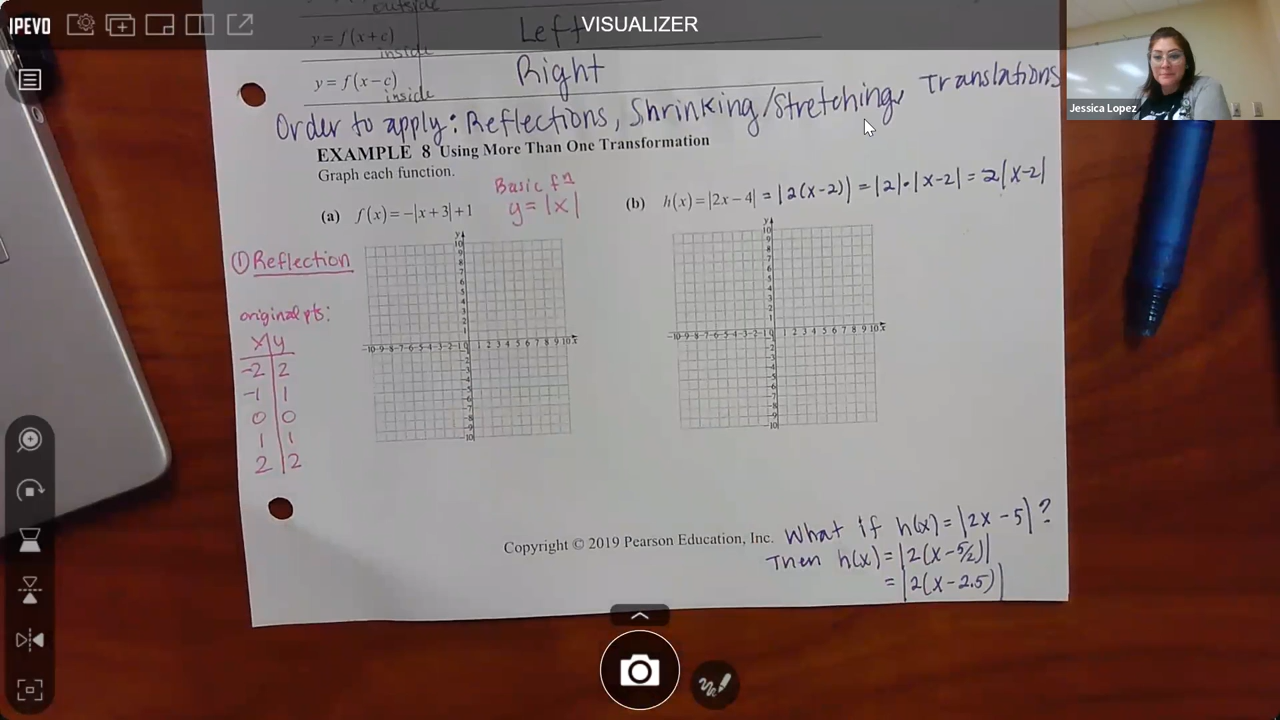 IPEVO
VISUALIZER
outside
y = f(x+c)
inside
Left
y = f(x−c)
inside
Right
Jessica Lopez
Order to apply: Reflections, Shrinking/Stretching, Translations
EXAMPLE 8 Using More Than One Transformation
Graph each function.
Basic fn
y = |x|
(a) f(x) = −|x+3|+1
(b) h(x) = |2x−4| = |2(x−2)| = |2|•|x−2| = 2|x−2|
① Reflection
original pts:
x y
-2 2
-1 1
0 0
1 1
2 2
What if h(x) = |2x−5|?
Copyright © 2019 Pearson Education, Inc.
Then h(x) = |2(x−5/2)|
= |2(x−2.5)|